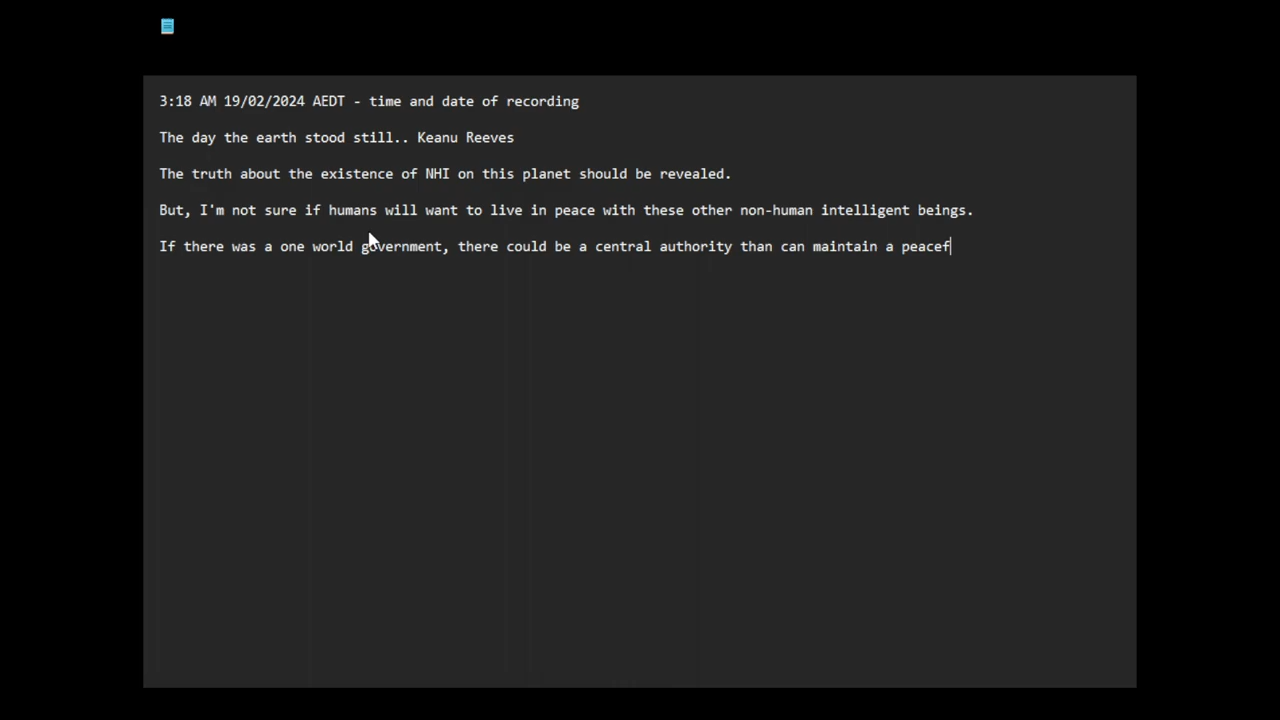 3:18 AM 19/02/2024 AEDT - time and date of recording
The day the earth stood still.. Keanu Reeves
The truth about the existence of NHI on this planet should be revealed.
But, I'm not sure if humans will want to live in peace with these other non-human intelligent beings.
If there was a one world government, there could be a central authority than can maintain a peacef